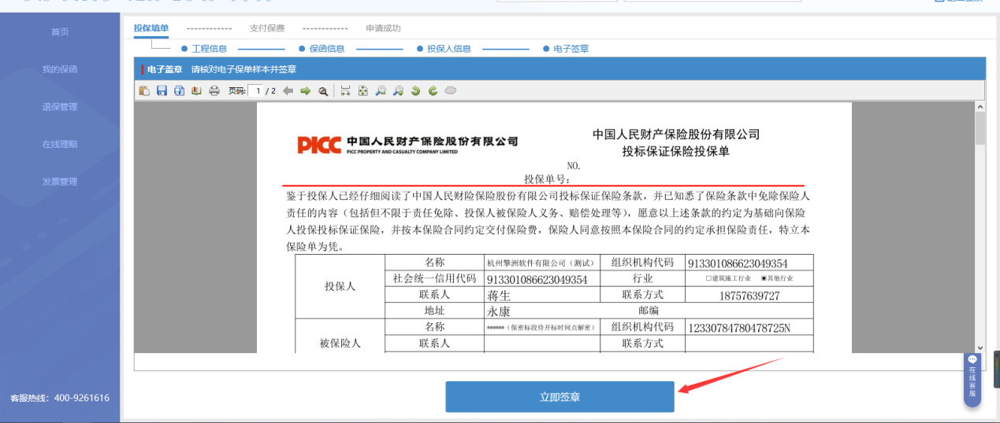 首页
我的保函
退保管理
在线理赔
发票管理
客服热线：400-9261616
投保填单 ------------ 支付保费 ------------ 申请成功
工程信息 保函信息 投保人信息 电子签章
电子盖章 请核对电子保单样本并签章
页码: 1 / 2
PICC 中国人民财产保险股份有限公司
PICC PROPERTY AND CASUALTY COMPANY LIMITED
中国人民财产保险股份有限公司
投标保证保险投保单
NO.
投保单号：
鉴于投保人已经仔细阅读了中国人民财险保险股份有限公司投标保证保险条款，并已知悉了保险条款中免除保险人
责任的内容（包括但不限于责任免除、投保人被保险人义务、赔偿处理等），愿意以上述条款的约定为基础向保险
人投保投标保证保险，并按本保险合同约定交付保险费，保险人同意按照本保险合同的约定承担保险责任，特立本
保险单为凭。
投保人
名称 杭州擎洲软件有限公司（测试） 组织机构代码 913301086623049354
社会统一信用代码 913301086623049354 行业 □建筑施工行业 ▣其他行业
联系人 蒋生 联系方式 18757639727
地址 永康 邮编
被保险人
名称 ******（保密标段待开标时间点解密） 组织机构代码 12330784780478725N
联系人 联系方式
立即签章
在线客服